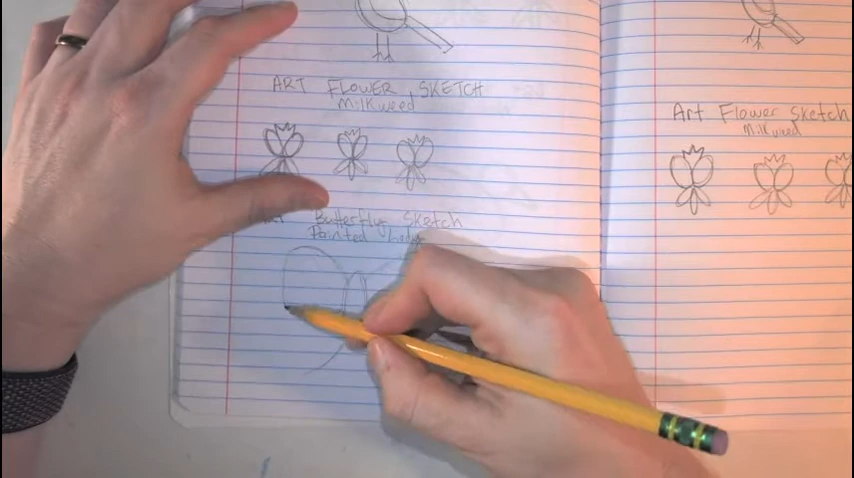 ART FLOWER SKETCH
Milkweed
Butterfly Sketch
Painted lady
Art Flower Sketch
Milkweed